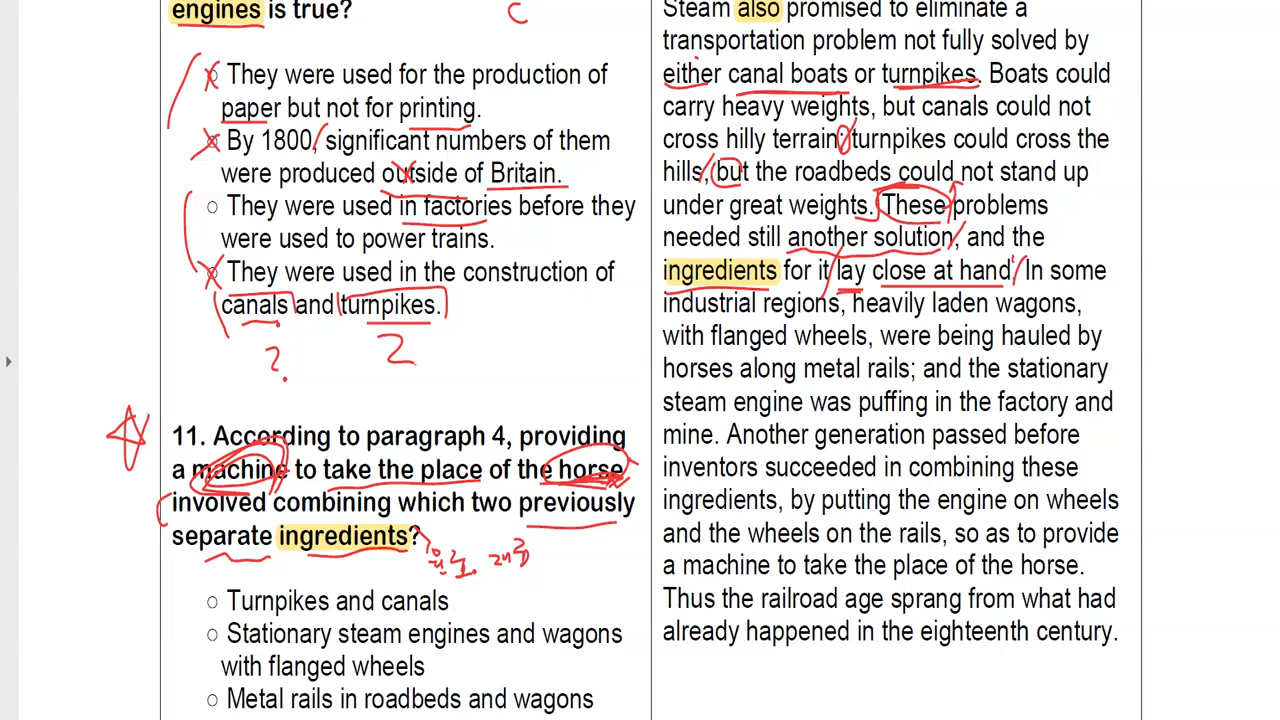 engines is true?
C
They were used for the production of
paper but not for printing.
By 1800, significant numbers of them
were produced outside of Britain.
They were used in factories before they
were used to power trains.
They were used in the construction of
canals and turnpikes.
? 2
11. According to paragraph 4, providing
a machine to take the place of the horse
involved combining which two previously
separate ingredients?
원료. 재료
Turnpikes and canals
Stationary steam engines and wagons
with flanged wheels
Metal rails in roadbeds and wagons
Steam also promised to eliminate a
transportation problem not fully solved by
either canal boats or turnpikes. Boats could
carry heavy weights, but canals could not
cross hilly terrain; turnpikes could cross the
hills, but the roadbeds could not stand up
under great weights. These problems
needed still another solution, and the
ingredients for it lay close at hand. In some
industrial regions, heavily laden wagons,
with flanged wheels, were being hauled by
horses along metal rails; and the stationary
steam engine was puffing in the factory and
mine. Another generation passed before
inventors succeeded in combining these
ingredients, by putting the engine on wheels
and the wheels on the rails, so as to provide
a machine to take the place of the horse.
Thus the railroad age sprang from what had
already happened in the eighteenth century.